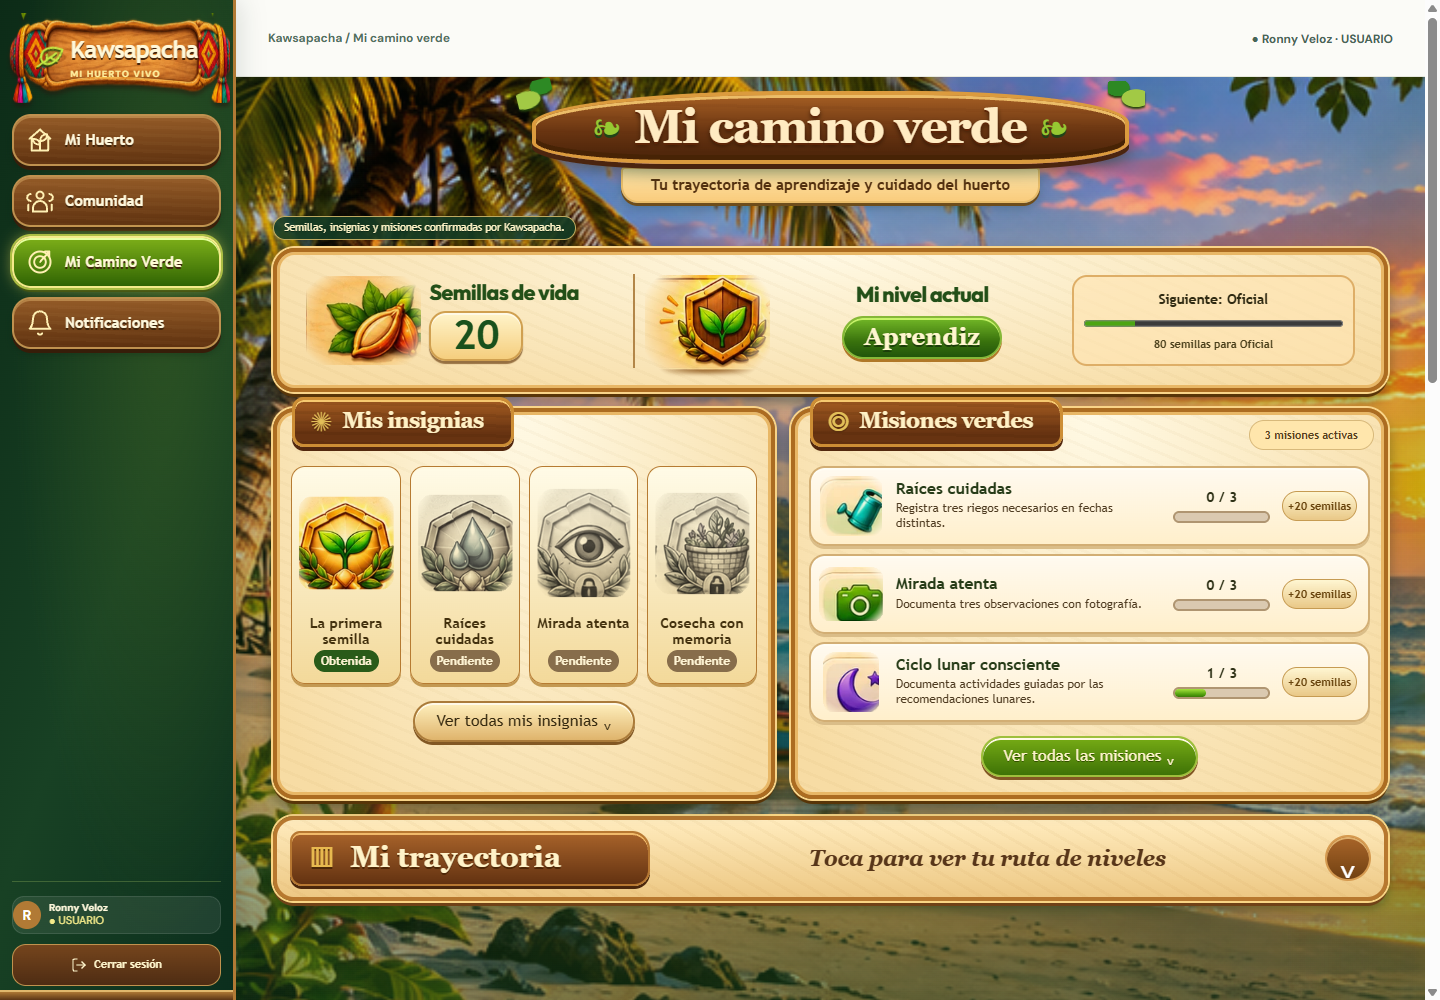 Kawsapacha
MI HUERTO VIVO
Mi Huerto
Comunidad
Mi Camino Verde
Notificaciones
R
Ronny Veloz
● USUARIO
Cerrar sesión
Kawsapacha / Mi camino verde
● Ronny Veloz · USUARIO
Mi camino verde
Tu trayectoria de aprendizaje y cuidado del huerto
Semillas, insignias y misiones confirmadas por Kawsapacha.
Semillas de vida
20
Mi nivel actual
Aprendiz
Siguiente: Oficial
80 semillas para Oficial
Mis insignias
La primera
semilla
Obtenida
Raíces
cuidadas
Pendiente
Mirada atenta
Pendiente
Cosecha con
memoria
Pendiente
Ver todas mis insignias v
Misiones verdes
3 misiones activas
Raíces cuidadas
Registra tres riegos necesarios en fechas
distintas.
0 / 3
+20 semillas
Mirada atenta
Documenta tres observaciones con fotografía.
0 / 3
+20 semillas
Ciclo lunar consciente
Documenta actividades guiadas por las
recomendaciones lunares.
1 / 3
+20 semillas
Ver todas las misiones v
Mi trayectoria
Toca para ver tu ruta de niveles
v